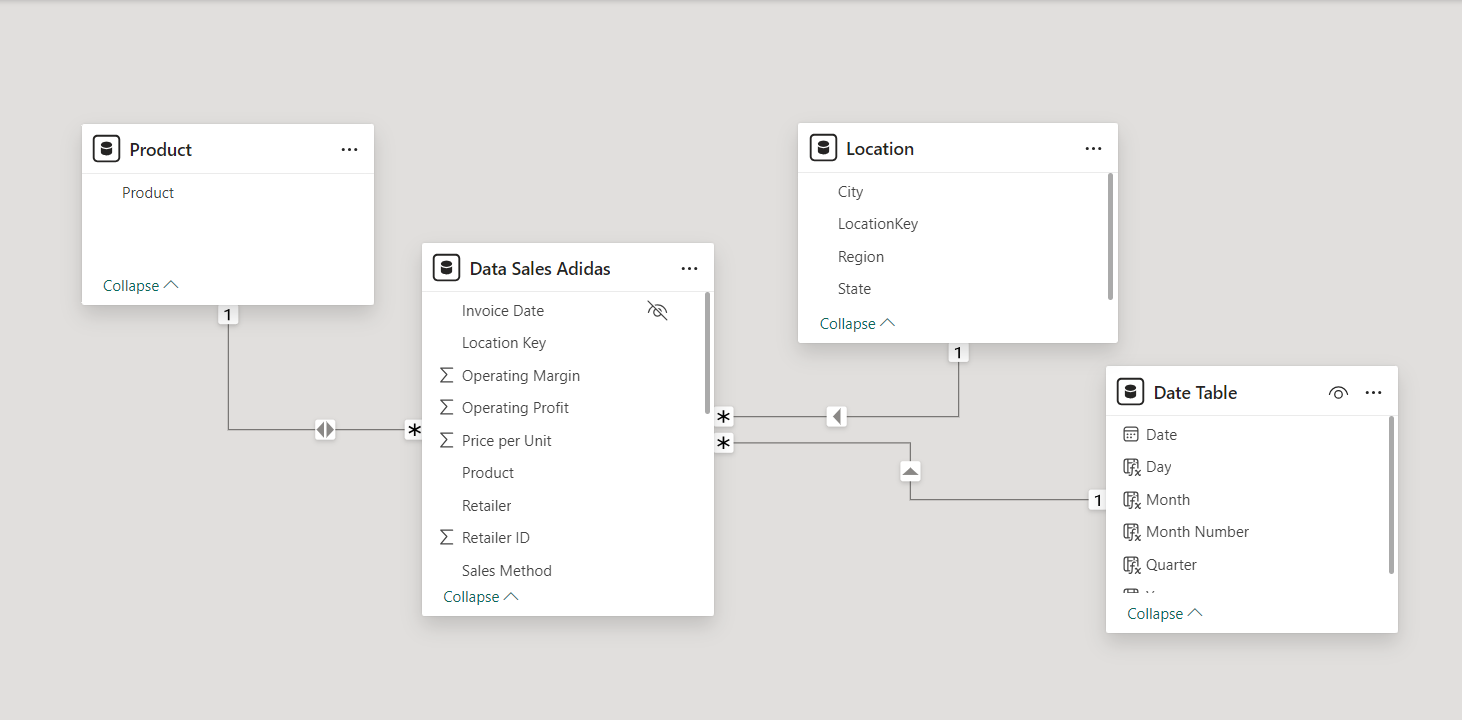 Product
Product
Collapse
1
Data Sales Adidas
Invoice Date
Location Key
Σ Operating Margin
Σ Operating Profit
Σ Price per Unit
Product
Retailer
Σ Retailer ID
Sales Method
Collapse
*
*
*
Location
City
LocationKey
Region
State
Collapse
1
Date Table
Date
Day
Month
Month Number
Quarter
Collapse
1